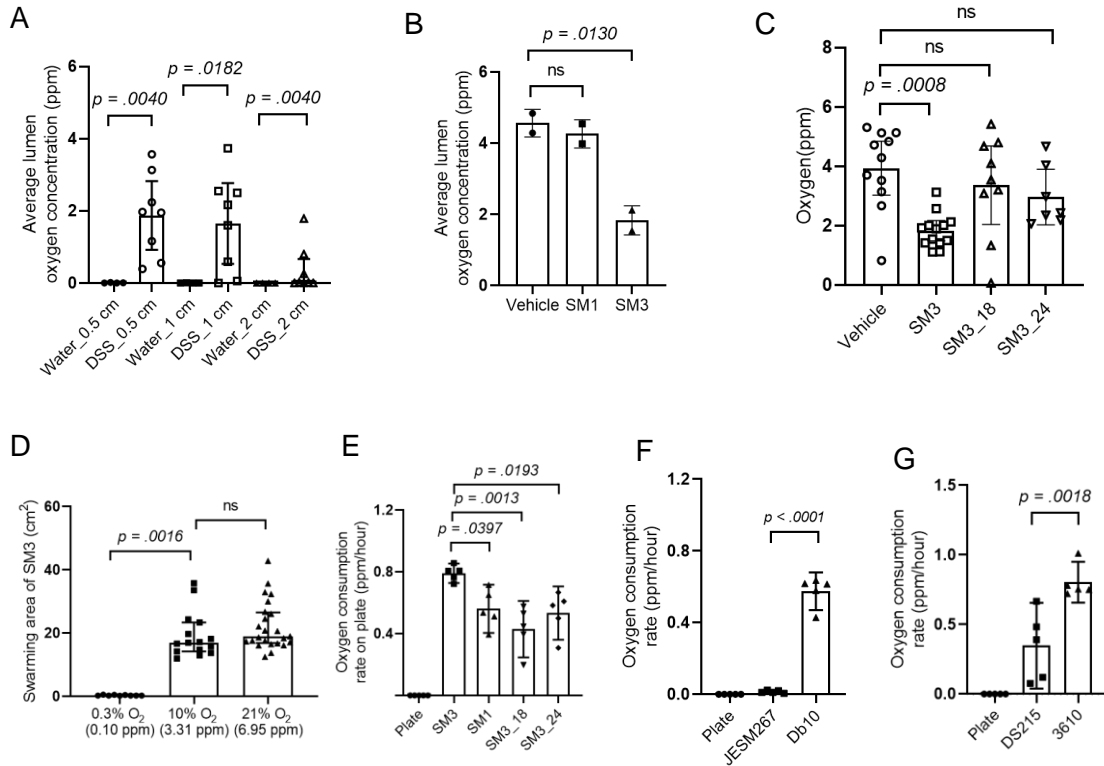 A
Average lumen
oxygen concentration (ppm)
6
4
2
0
p = .0040
p = .0182
p = .0040
Water_0.5 cm
DSS_0.5 cm
Water_1 cm
DSS_1 cm
Water_2 cm
DSS_2 cm
B
Average lumen
oxygen concentration (ppm)
6
4
2
0
p = .0130
ns
Vehicle SM1 SM3
C
Oxygen(ppm)
8
6
4
2
0
ns
ns
p = .0008
Vehicle
SM3
SM3_18
SM3_24
D
Swarming area of SM3 (cm2)
60
40
20
0
p = .0016
ns
0.3% O2 10% O2 21% O2
(0.10 ppm) (3.31 ppm) (6.95 ppm)
E
Oxygen consumption
rate on plate (ppm/hour)
1.2
0.8
0.4
0.0
p = .0193
p = .0013
p = .0397
Plate
SM3
SM1
SM3_18
SM3_24
F
Oxygen consumption
rate (ppm/hour)
1.2
0.9
0.6
0.3
0.0
p < .0001
Plate
JESM267
Db10
G
Oxygen consumption
rate (ppm/hour)
1.5
1.0
0.5
0.0
p = .0018
Plate
DS215
3610